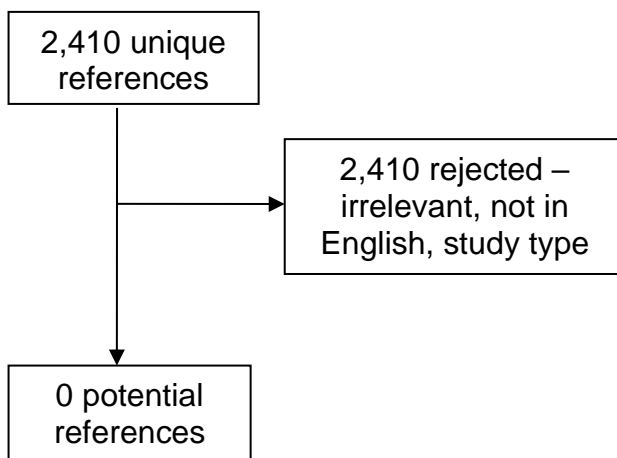 2,410 unique
references
2,410 rejected –
irrelevant, not in
English, study type
0 potential
references